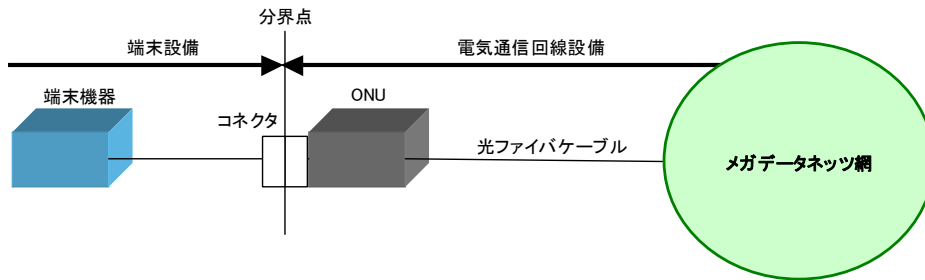 分界点
端末設備
電気通信回線設備
端末機器
ONU
コネクタ
光ファイバケーブル
メガデータネッツ網